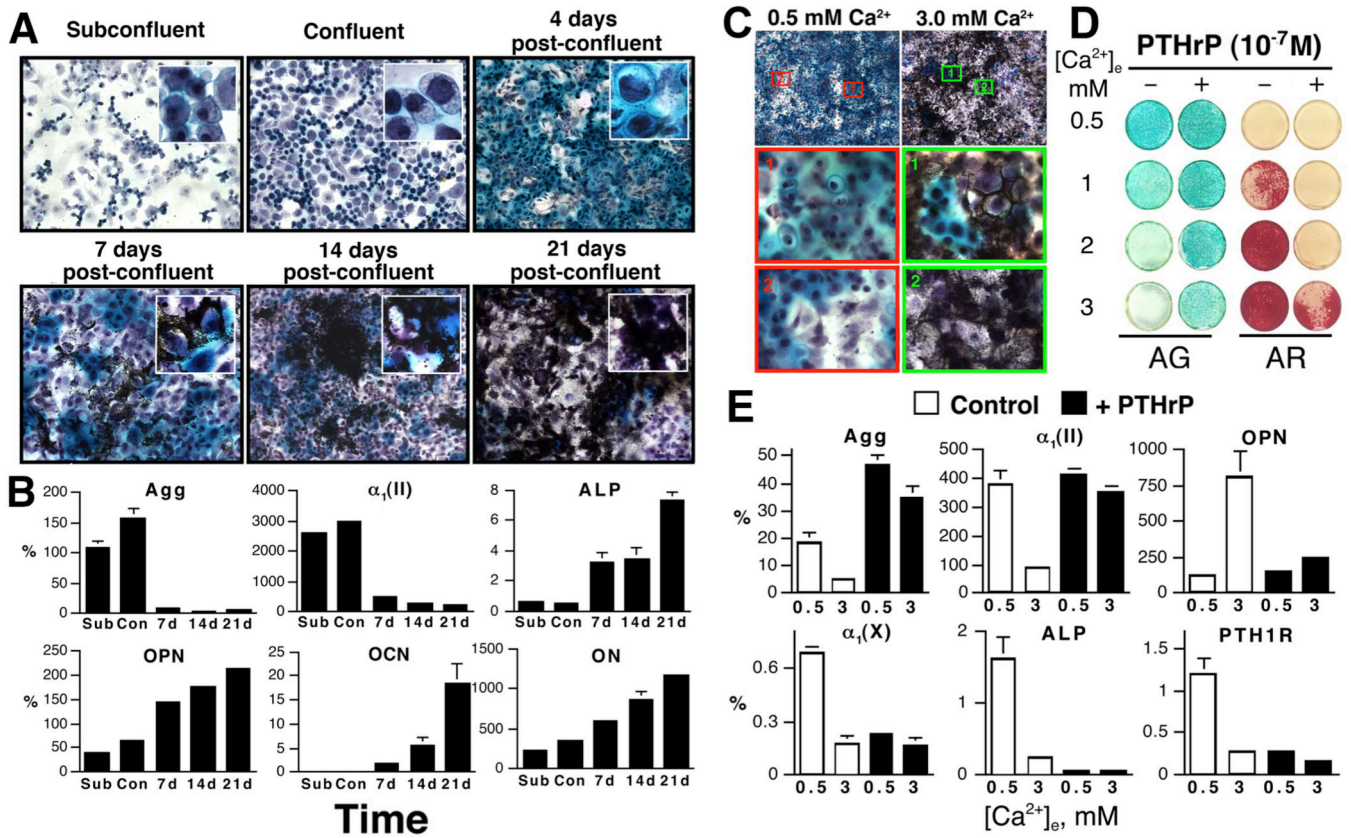 A
Subconfluent
Confluent
4 days
post-confluent
7 days
post-confluent
14 days
post-confluent
21 days
post-confluent
B
Agg
%
200
150
100
50
0
Sub Con 7d 14d 21d
α₁(II)
4000
3000
2000
1000
0
Sub Con 7d 14d 21d
ALP
8
6
4
2
0
Sub Con 7d 14d 21d
OPN
%
250
200
150
100
50
0
Sub Con 7d 14d 21d
OCN
25
20
15
10
5
0
Sub Con 7d 14d 21d
ON
1500
1000
500
0
Sub Con 7d 14d 21d
Time
C
0.5 mM Ca²⁺
3.0 mM Ca²⁺
2
1
1
2
1
1
2
2
D
PTHrP (10⁻⁷M)
[Ca²⁺]ₑ
mM
− + − +
0.5
1
2
3
AG
AR
E
Control
+ PTHrP
Agg
%
50
40
30
20
10
0
0.5 3 0.5 3
α₁(II)
500
400
300
200
100
0
0.5 3 0.5 3
OPN
1000
750
500
250
0
0.5 3 0.5 3
α₁(X)
%
0.6
0.3
0
0.5 3 0.5 3
ALP
2
1
0
0.5 3 0.5 3
PTH1R
1.5
1
.5
0
0.5 3 0.5 3
[Ca²⁺]ₑ, mM